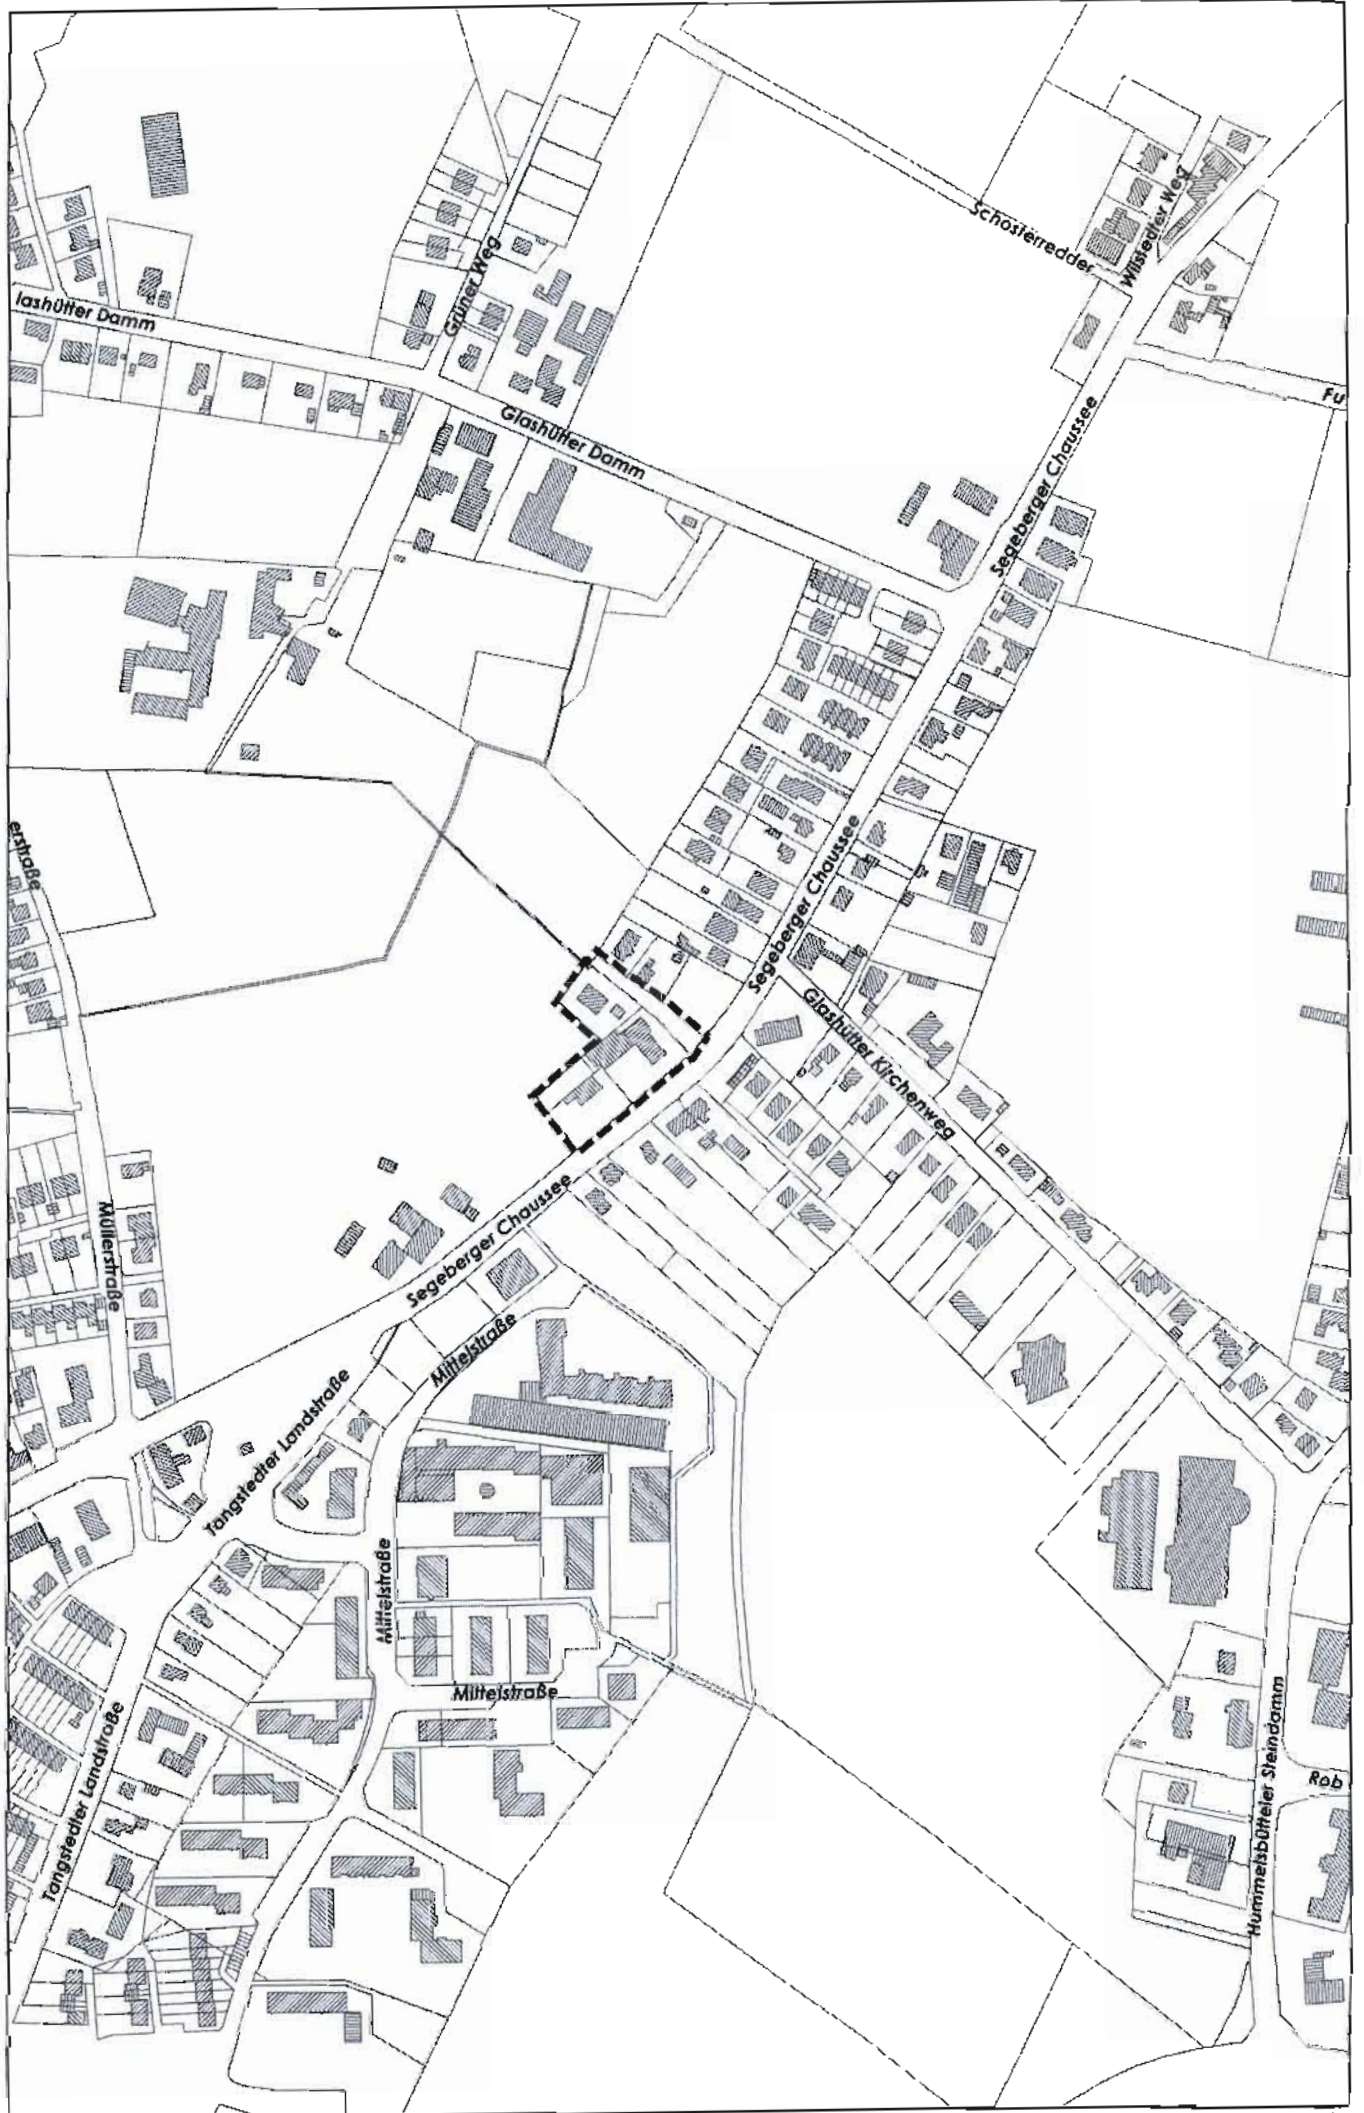 Schosterredder
Wilstedter Weg
Grüner Weg
lashütter Damm
Fu
Glashütter Damm
Segeberger Chaussee
erstraße
Segeberger Chaussee
Glashütter Kirchenweg
Segeberger Chaussee
Müllerstraße
Mittelstraße
Tangstedter Landstraße
Mittelstraße
Mittelstraße
Tangstedter Landstraße
Hummelsbütteler Steindamm
Rab